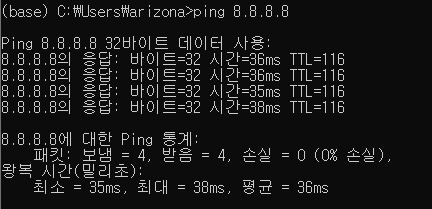 (base) C:₩Users₩arizona>ping 8.8.8.8
Ping 8.8.8.8 32바이트 데이터 사용:
8.8.8.8의 응답: 바이트=32 시간=36ms TTL=116
8.8.8.8의 응답: 바이트=32 시간=36ms TTL=116
8.8.8.8의 응답: 바이트=32 시간=35ms TTL=116
8.8.8.8의 응답: 바이트=32 시간=38ms TTL=116
8.8.8.8에 대한 Ping 통계:
패킷: 보냄 = 4, 받음 = 4, 손실 = 0 (0% 손실),
왕복 시간(밀리초):
최소 = 35ms, 최대 = 38ms, 평균 = 36ms